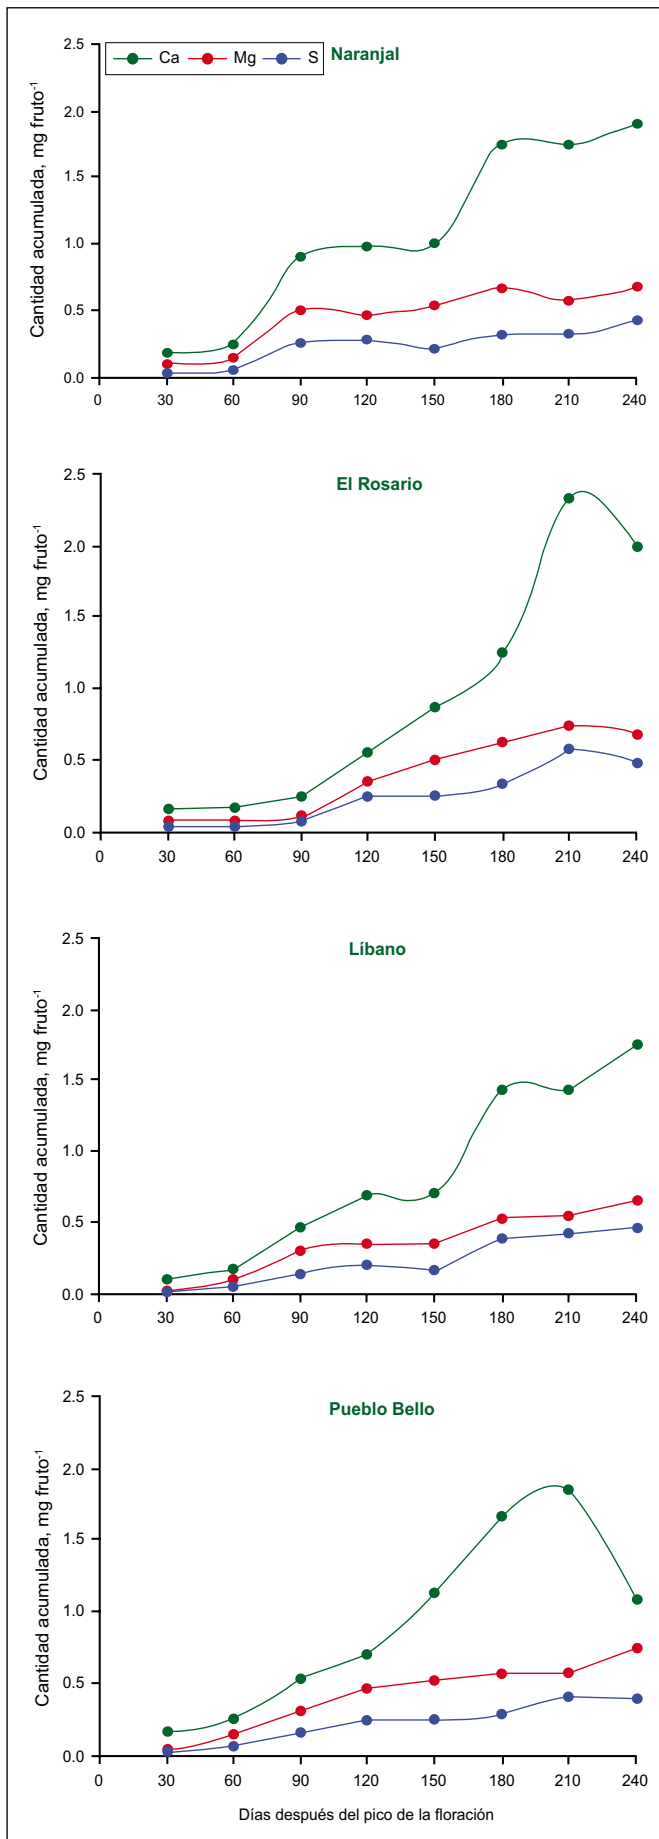 Ca Mg S Naranjal
Cantidad acumulada, mg fruto-1
2.5
2.0
1.5
1.0
0.5
0.0
0 30 60 90 120 150 180 210 240
El Rosario
Cantidad acumulada, mg fruto-1
2.5
2.0
1.5
1.0
0.5
0.0
0 30 60 90 120 150 180 210 240
Líbano
Cantidad acumulada, mg fruto-1
2.5
2.0
1.5
1.0
0.5
0.0
0 30 60 90 120 150 180 210 240
Pueblo Bello
Cantidad acumulada, mg fruto-1
2.5
2.0
1.5
1.0
0.5
0.0
0 30 60 90 120 150 180 210 240
Días después del pico de la floración